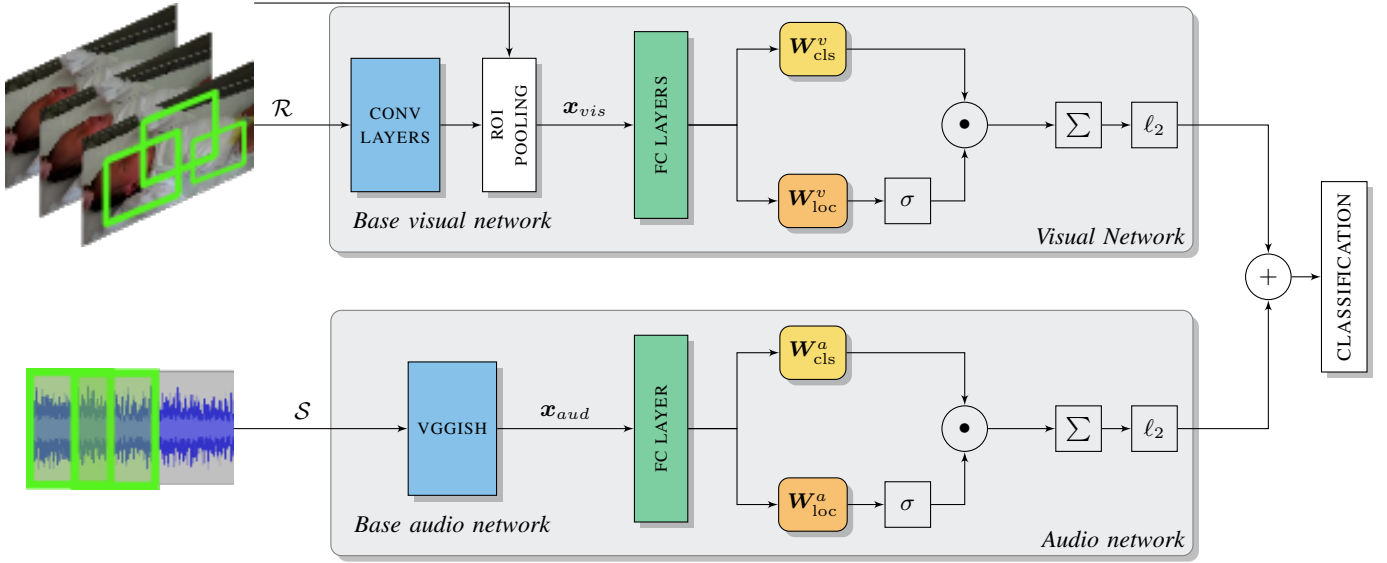 R
CONV
LAYERS
ROI
POOLING
x_vis
FC LAYERS
W^v_cls
W^v_loc
σ
•
∑
ℓ2
Base visual network
Visual Network
+
CLASSIFICATION
S
VGGISH
x_aud
FC LAYER
W^a_cls
W^a_loc
σ
•
∑
ℓ2
Base audio network
Audio network